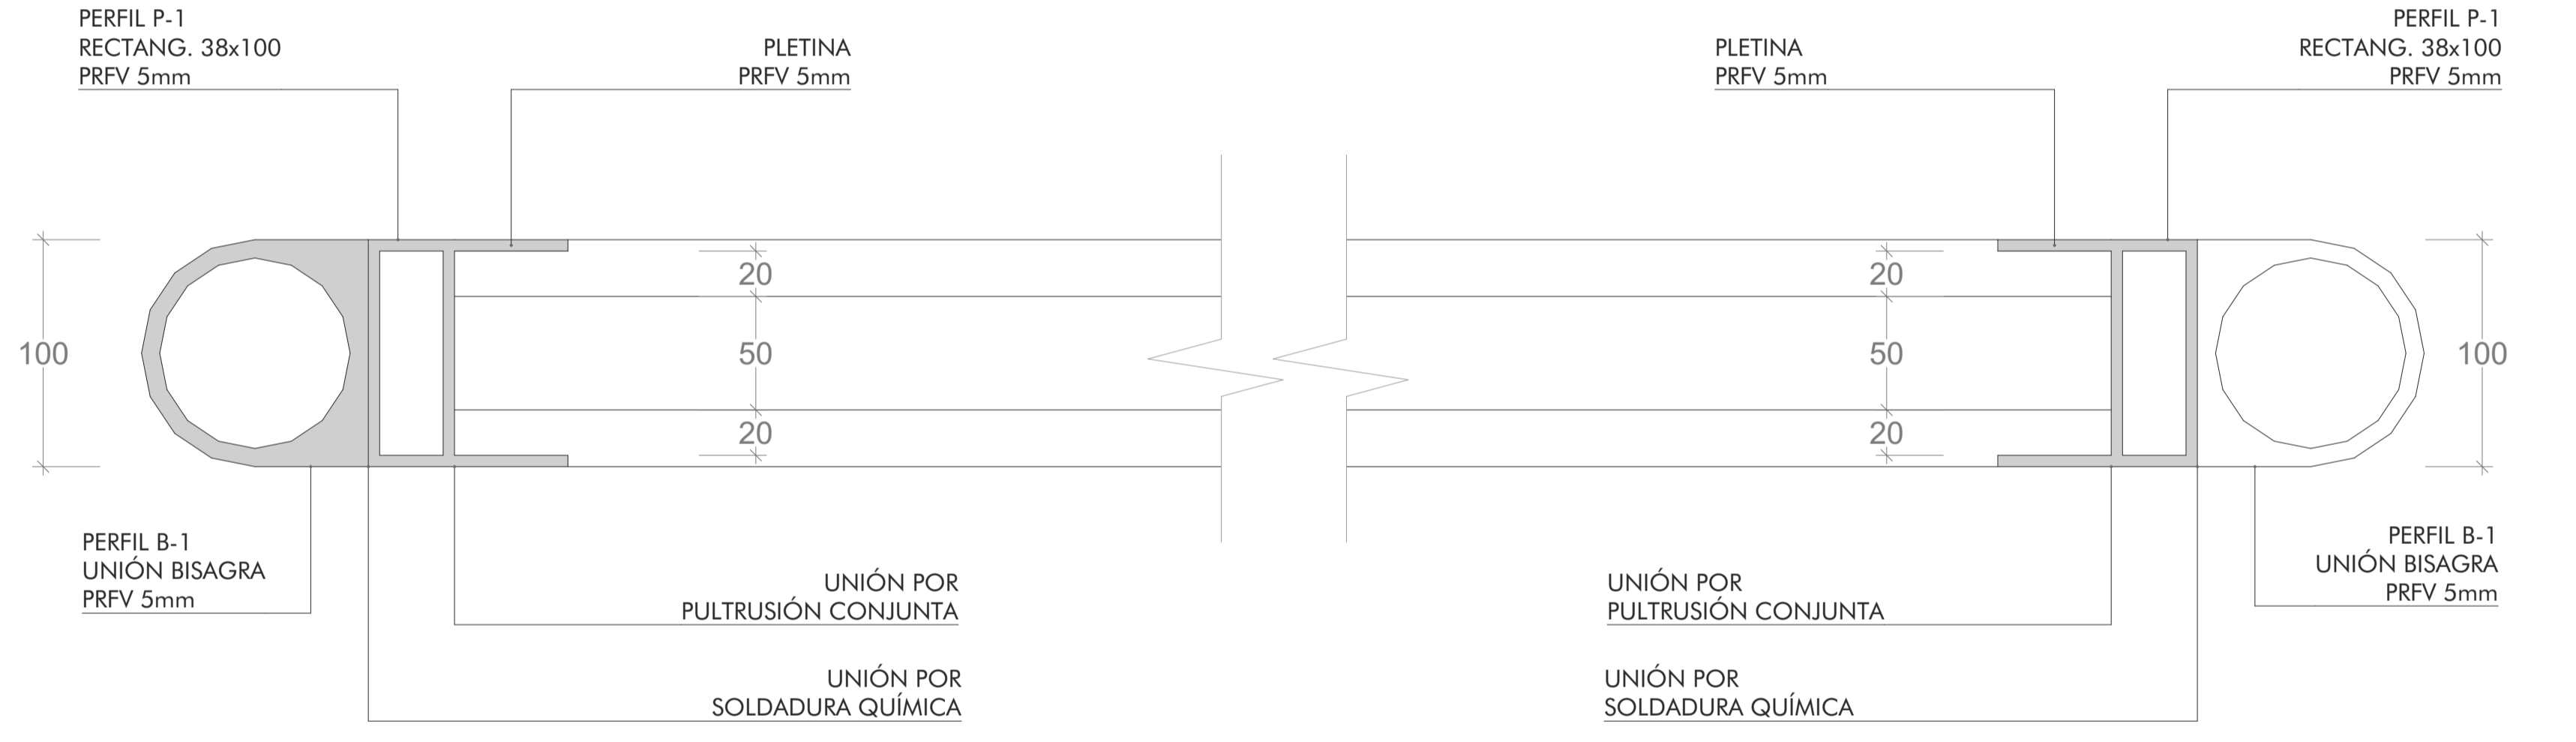 PERFIL P-1
RECTANG. 38x100
PRFV 5mm
PLETINA
PRFV 5mm
PLETINA
PRFV 5mm
PERFIL P-1
RECTANG. 38x100
PRFV 5mm
100
20
50
20
20
50
20
100
PERFIL B-1
UNIÓN BISAGRA
PRFV 5mm
UNIÓN POR
PULTRUSIÓN CONJUNTA
UNIÓN POR
SOLDADURA QUÍMICA
UNIÓN POR
PULTRUSIÓN CONJUNTA
UNIÓN POR
SOLDADURA QUÍMICA
PERFIL B-1
UNIÓN BISAGRA
PRFV 5mm